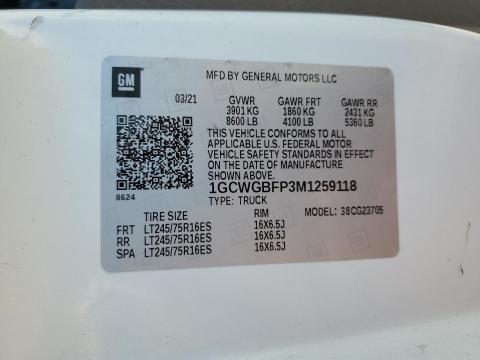 GM
MFD BY GENERAL MOTORS LLC
03/21 GVWR GAWR FRT GAWR RR
3901 KG 1860 KG 2431 KG
8600 LB 4100 LB 5360 LB
THIS VEHICLE CONFORMS TO ALL
APPLICABLE U.S. FEDERAL MOTOR
VEHICLE SAFETY STANDARDS IN
EFFECT ON THE DATE OF
MANUFACTURE SHOWN ABOVE.
1GCWGBFP3M1259118
8624 TYPE: TRUCK
TIRE SIZE RIM MODEL: 38CG23705
FRT LT245/75R16ES 16X6.5J
RR LT245/75R16ES 16X6.5J
SPA LT245/75R16ES 16X6.5J